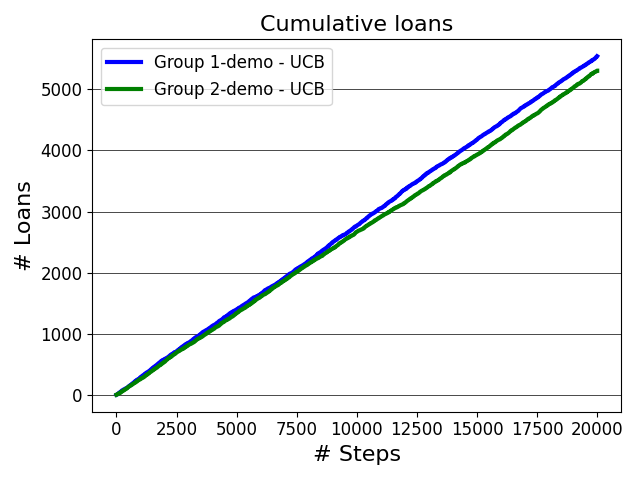 Cumulative loans
Group 1-demo - UCB
Group 2-demo - UCB
# Loans
5000
4000
3000
2000
1000
0
0 2500 5000 7500 10000 12500 15000 17500 20000
# Steps